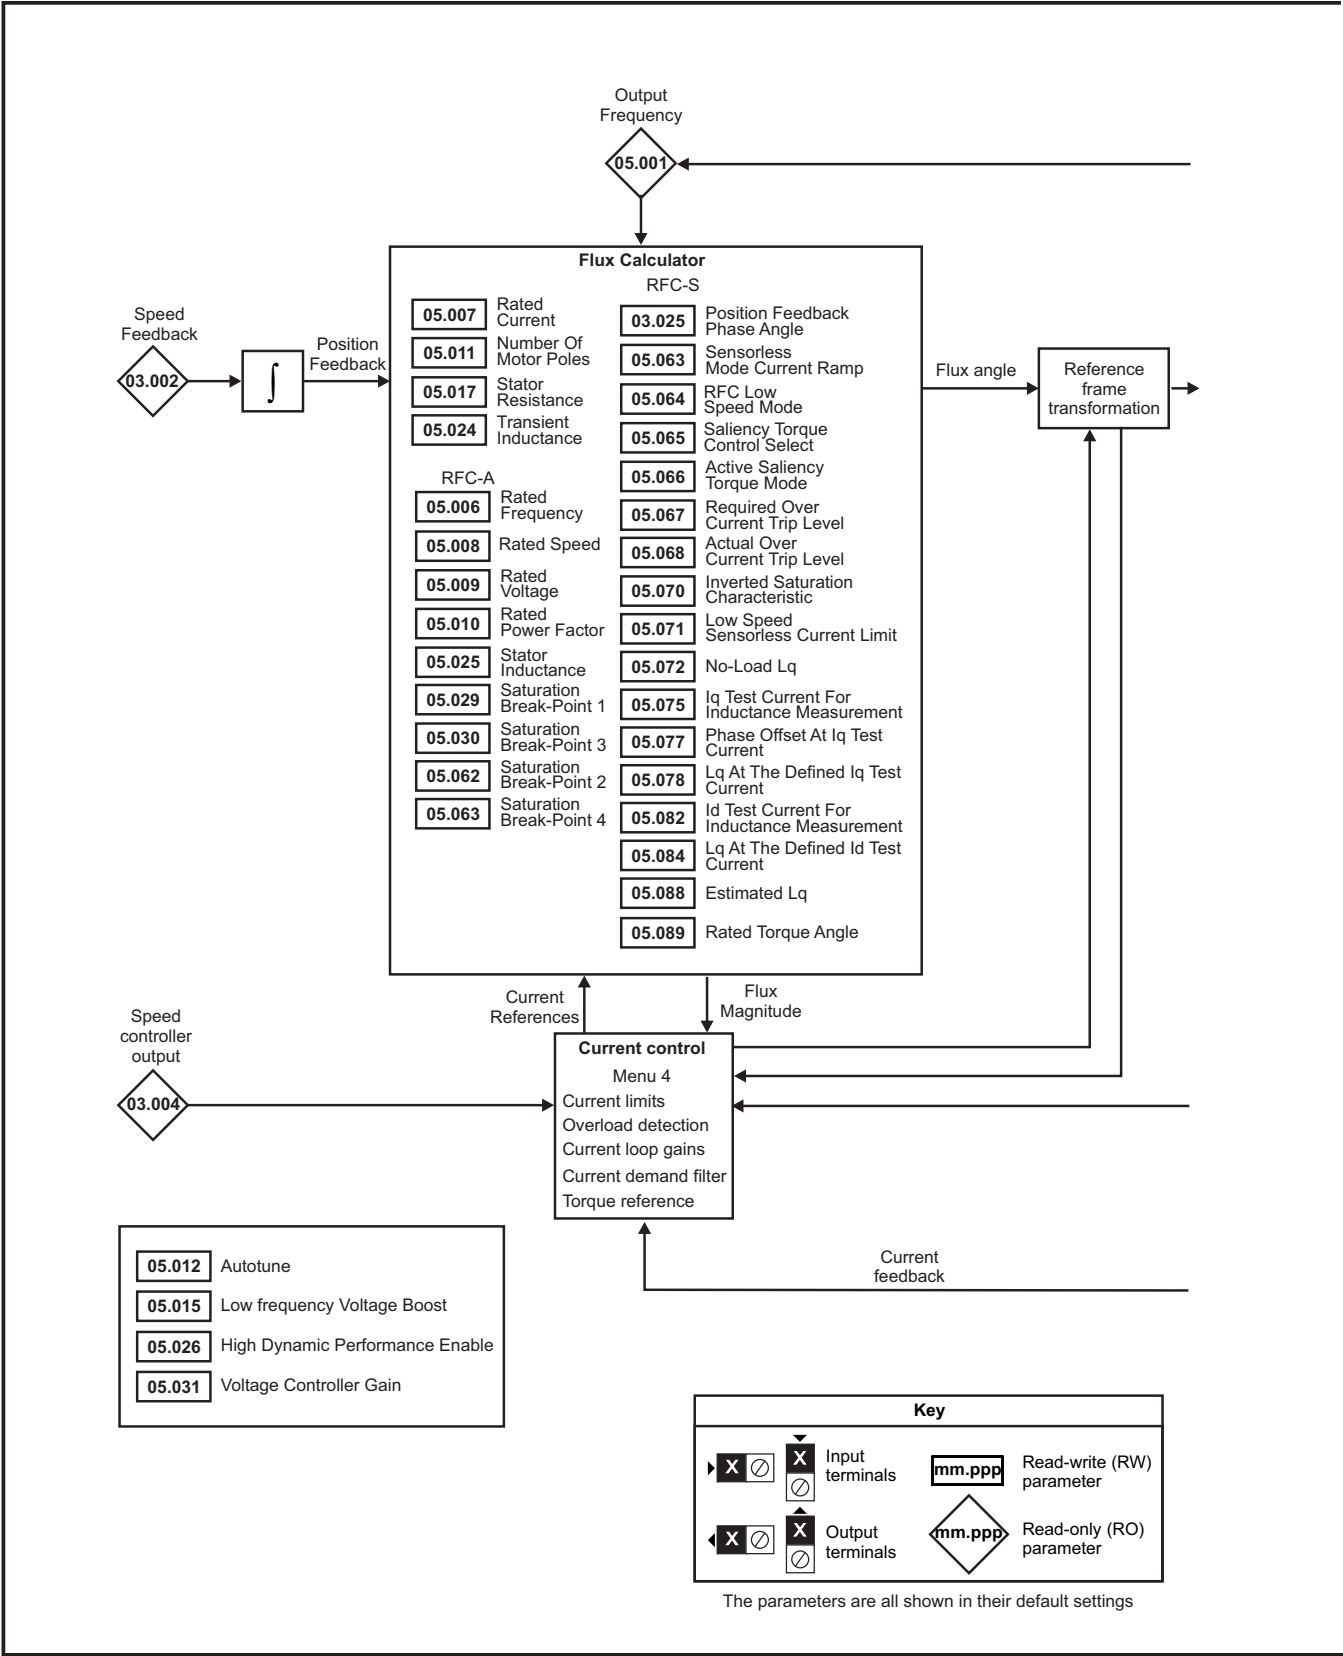 Output
Frequency
05.001
Flux Calculator
RFC-S
05.007
Rated
Current
05.011
Number Of
Motor Poles
05.017
Stator
Resistance
05.024
Transient
Inductance
RFC-A
05.006
Rated
Frequency
05.008
Rated Speed
05.009
Rated
Voltage
05.010
Rated
Power Factor
05.025
Stator
Inductance
05.029
Saturation
Break-Point 1
05.030
Saturation
Break-Point 3
05.062
Saturation
Break-Point 2
05.063
Saturation
Break-Point 4
03.025
Position Feedback
Phase Angle
05.063
Sensorless
Mode Current Ramp
05.064
RFC Low
Speed Mode
05.065
Saliency Torque
Control Select
05.066
Active Saliency
Torque Mode
05.067
Required Over
Current Trip Level
05.068
Actual Over
Current Trip Level
05.070
Inverted Saturation
Characteristic
05.071
Low Speed
Sensorless Current Limit
05.072
No-Load Lq
05.075
Iq Test Current For
Inductance Measurement
05.077
Phase Offset At Iq Test
Current
05.078
Lq At The Defined Iq Test
Current
05.082
Id Test Current For
Inductance Measurement
05.084
Lq At The Defined Id Test
Current
05.088
Estimated Lq
05.089
Rated Torque Angle
Speed
Feedback
03.002
∫
Position
Feedback
Flux angle
Reference
frame
transformation
Current
References
Flux
Magnitude
Speed
controller
output
03.004
Current control
Menu 4
Current limits
Overload detection
Current loop gains
Current demand filter
Torque reference
Current
feedback
05.012
Autotune
05.015
Low frequency Voltage Boost
05.026
High Dynamic Performance Enable
05.031
Voltage Controller Gain
Key
X
X
Input
terminals
mm.ppp
Read-write (RW)
parameter
X
X
Output
terminals
mm.ppp
Read-only (RO)
parameter
The parameters are all shown in their default settings